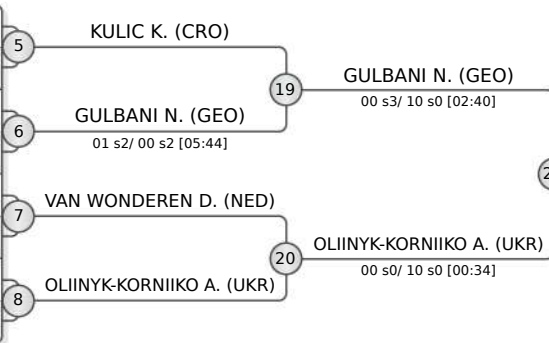 KULIC K. (CRO)
5
19
GULBANI N. (GEO)
00 s3/ 10 s0 [02:40]
GULBANI N. (GEO)
6
01 s2/ 00 s2 [05:44]
VAN WONDEREN D. (NED)
7
20
OLIINYK-KORNIIKO A. (UKR)
00 s0/ 10 s0 [00:34]
OLIINYK-KORNIIKO A. (UKR)
8